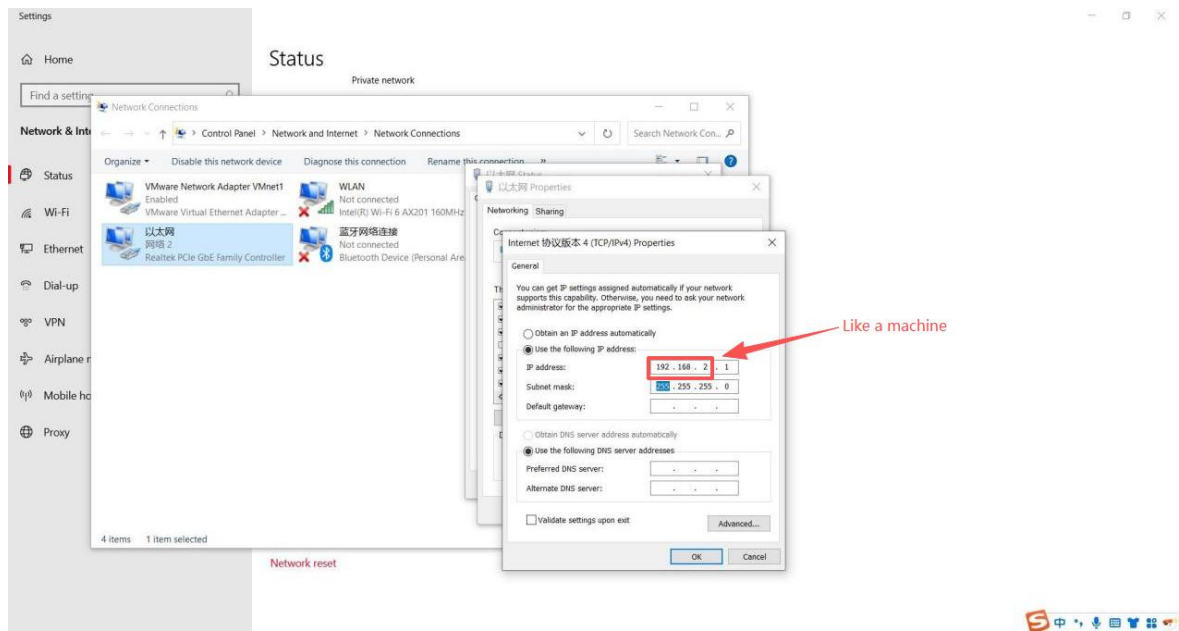 Settings
Home
Find a setting
Network & Int
Status
Wi-Fi
Ethernet
Dial-up
VPN
Airplane
Mobile
Proxy
Status
Private network
Network Connections
Control Panel > Network and Internet > Network Connections
Search Network Con...
Organize
Disable this network device
Diagnose this connection
Rename this connection
»
VMware Network Adapter VMnet1
Enabled
VMware Virtual Ethernet Adapter ...
WLAN
Not connected
Intel(R) Wi-Fi 6 AX201 160MHz
以太网
网络 2
Realtek PCIe GbE Family Controller
蓝牙网络连接
Not connected
Bluetooth Device (Personal Are
4 items
1 item selected
以太网 Status
以太网 Properties
Networking
Sharing
Internet 协议版本 4 (TCP/IPv4) Properties
General
You can get IP settings assigned automatically if your network
supports this capability. Otherwise, you need to ask your network
administrator for the appropriate IP settings.
Obtain an IP address automatically
Use the following IP address:
IP address:
192 . 168 . 2 . 1
Subnet mask:
255 . 255 . 255 . 0
Default gateway:
. . .
Obtain DNS server address automatically
Use the following DNS server addresses
Preferred DNS server:
. . .
Alternate DNS server:
. . .
Validate settings upon exit
Advanced...
OK
Cancel
Like a machine
Network reset
中